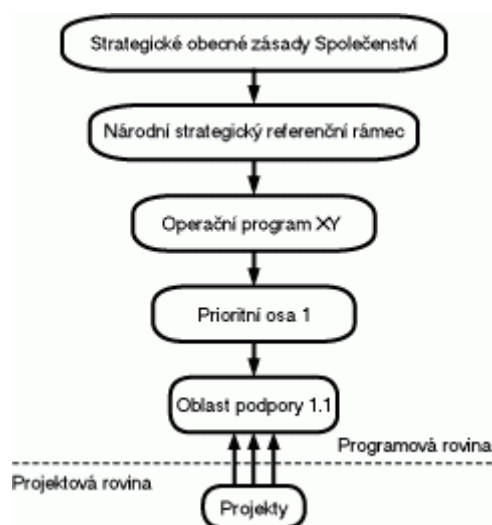 Strategické obecné zásady Společenství
Národní strategický referenční rámec
Operační program XY
Prioritní osa 1
Oblast podpory 1.1
Programová rovina
Projektová rovina
Projekty